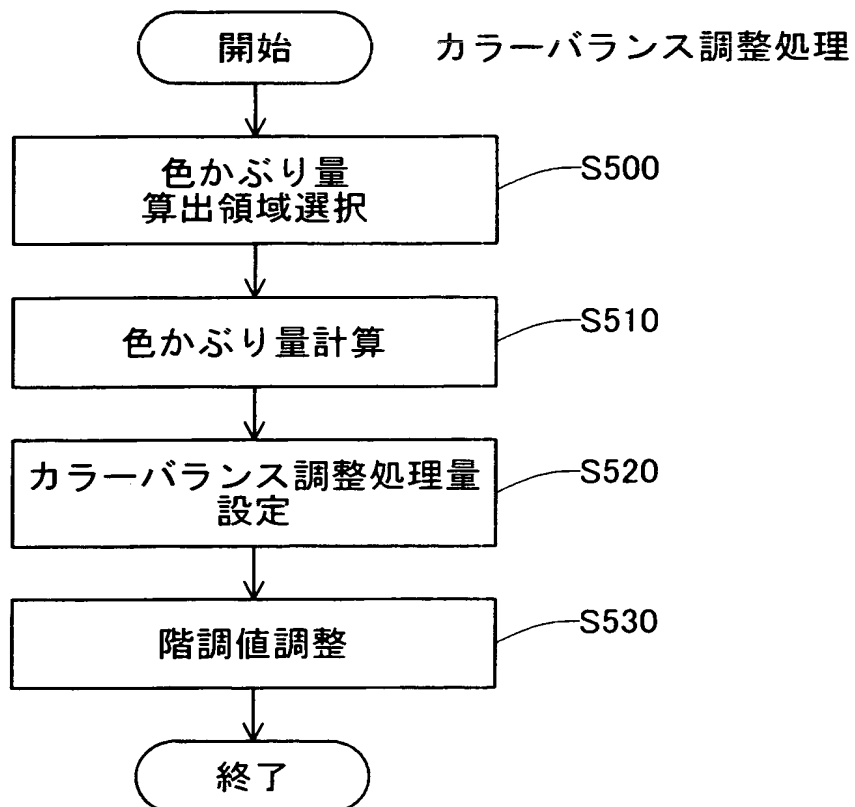 開始
カラーバランス調整処理
色かぶり量
算出領域選択
S500
色かぶり量計算
S510
カラーバランス調整処理量
設定
S520
階調値調整
S530
終了